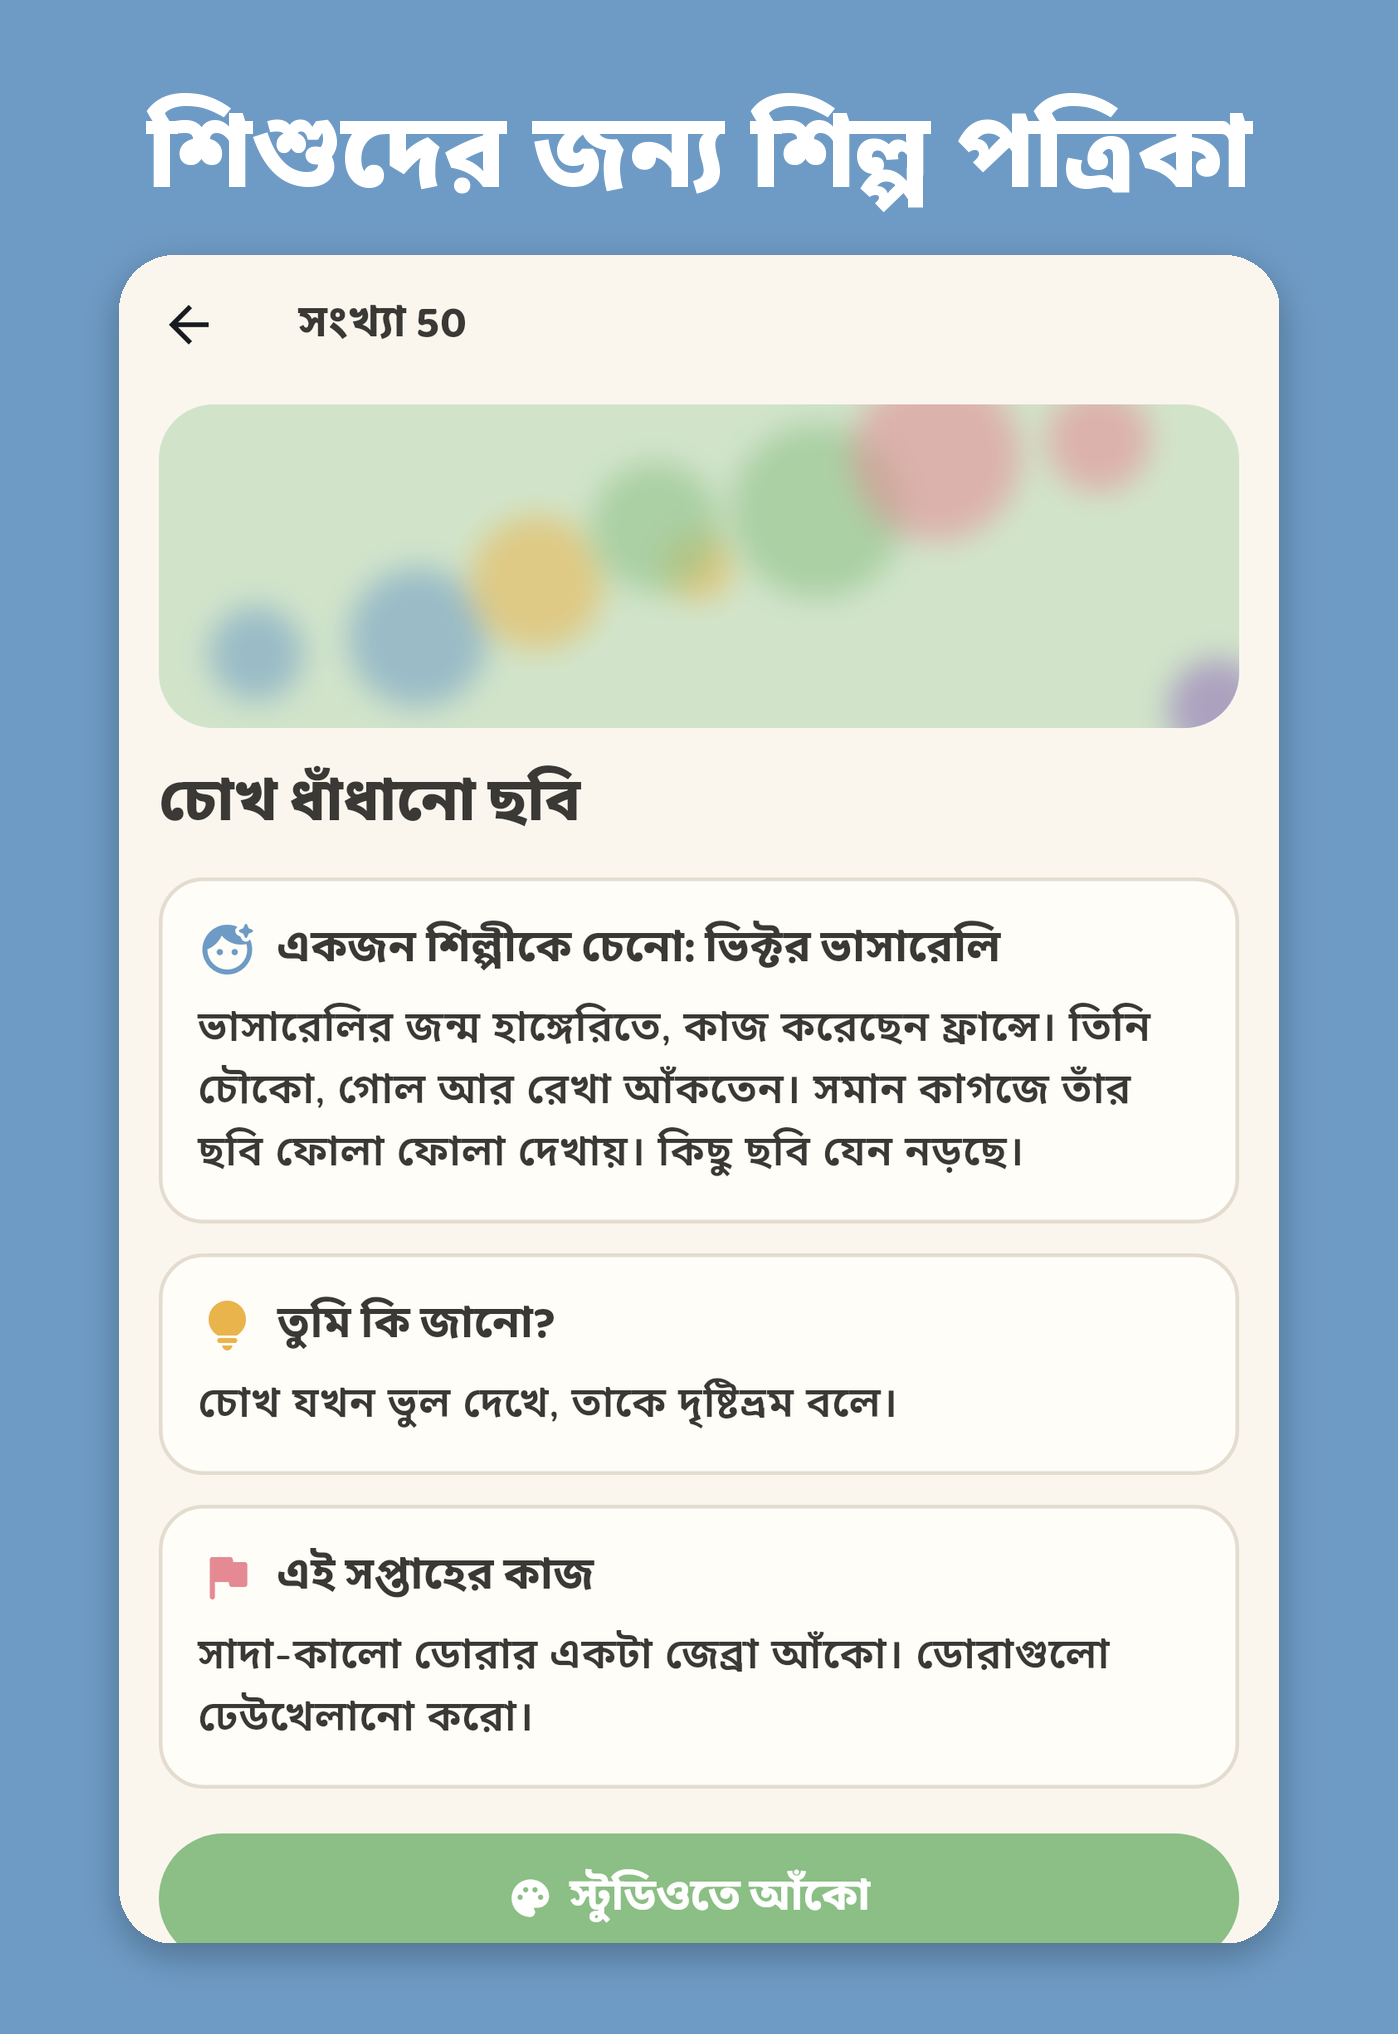 শিশুদের জন্য শিল্প পত্রিকা
সংখ্যা 50
চোখ ধাঁধানো ছবি
একজন শিল্পীকে চেনো: ভিক্টর ভাসারেলি
ভাসারেলির জন্ম হাঙ্গেরিতে, কাজ করেছেন ফ্রান্সে। তিনি
চৌকো, গোল আর রেখা আঁকতেন। সমান কাগজে তাঁর
ছবি ফোলা ফোলা দেখায়। কিছু ছবি যেন নড়ছে।
তুমি কি জানো?
চোখ যখন ভুল দেখে, তাকে দৃষ্টিভ্রম বলে।
এই সপ্তাহের কাজ
সাদা-কালো ডোরার একটা জেব্রা আঁকো। ডোরাগুলো
ঢেউখেলানো করো।
স্টুডিওতে আঁকো